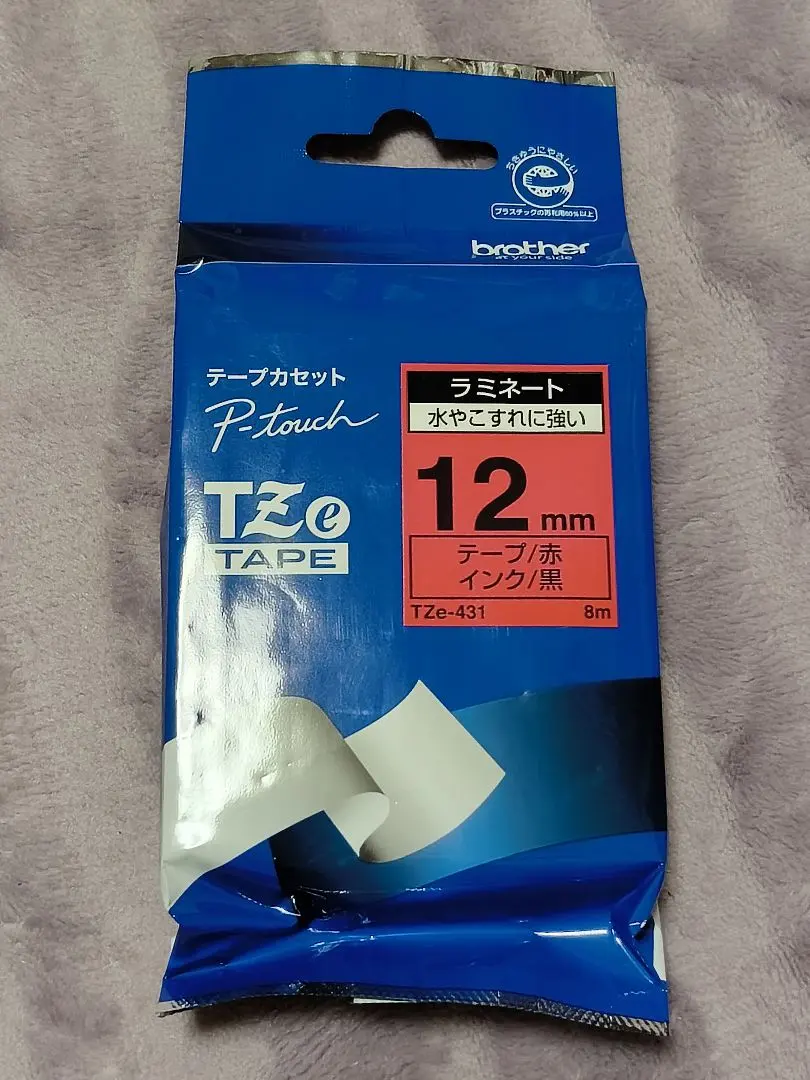 ちきゅうにやさしい
プラスチックの再利用60%以上
brother
at your side
テープカセット
P-touch
TZe
TAPE
ラミネート
水やこすれに強い
12 mm
テープ/赤
インク/黒
TZe-431 8m